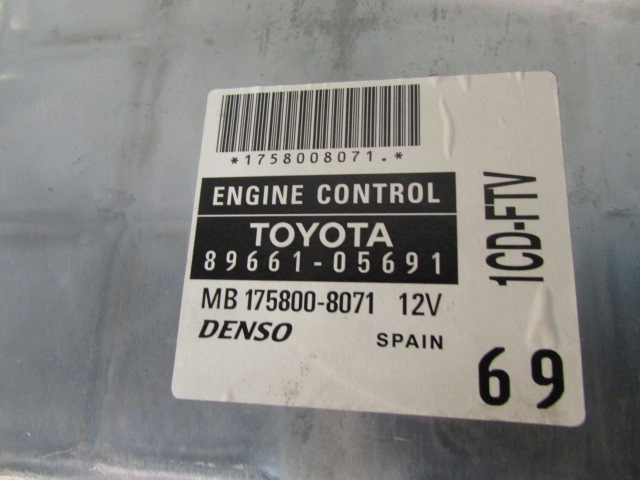 *1758008071.*
ENGINE CONTROL
TOYOTA
89661-05691
MB 175800-8071 12V
DENSO SPAIN
1CD-FTV
69